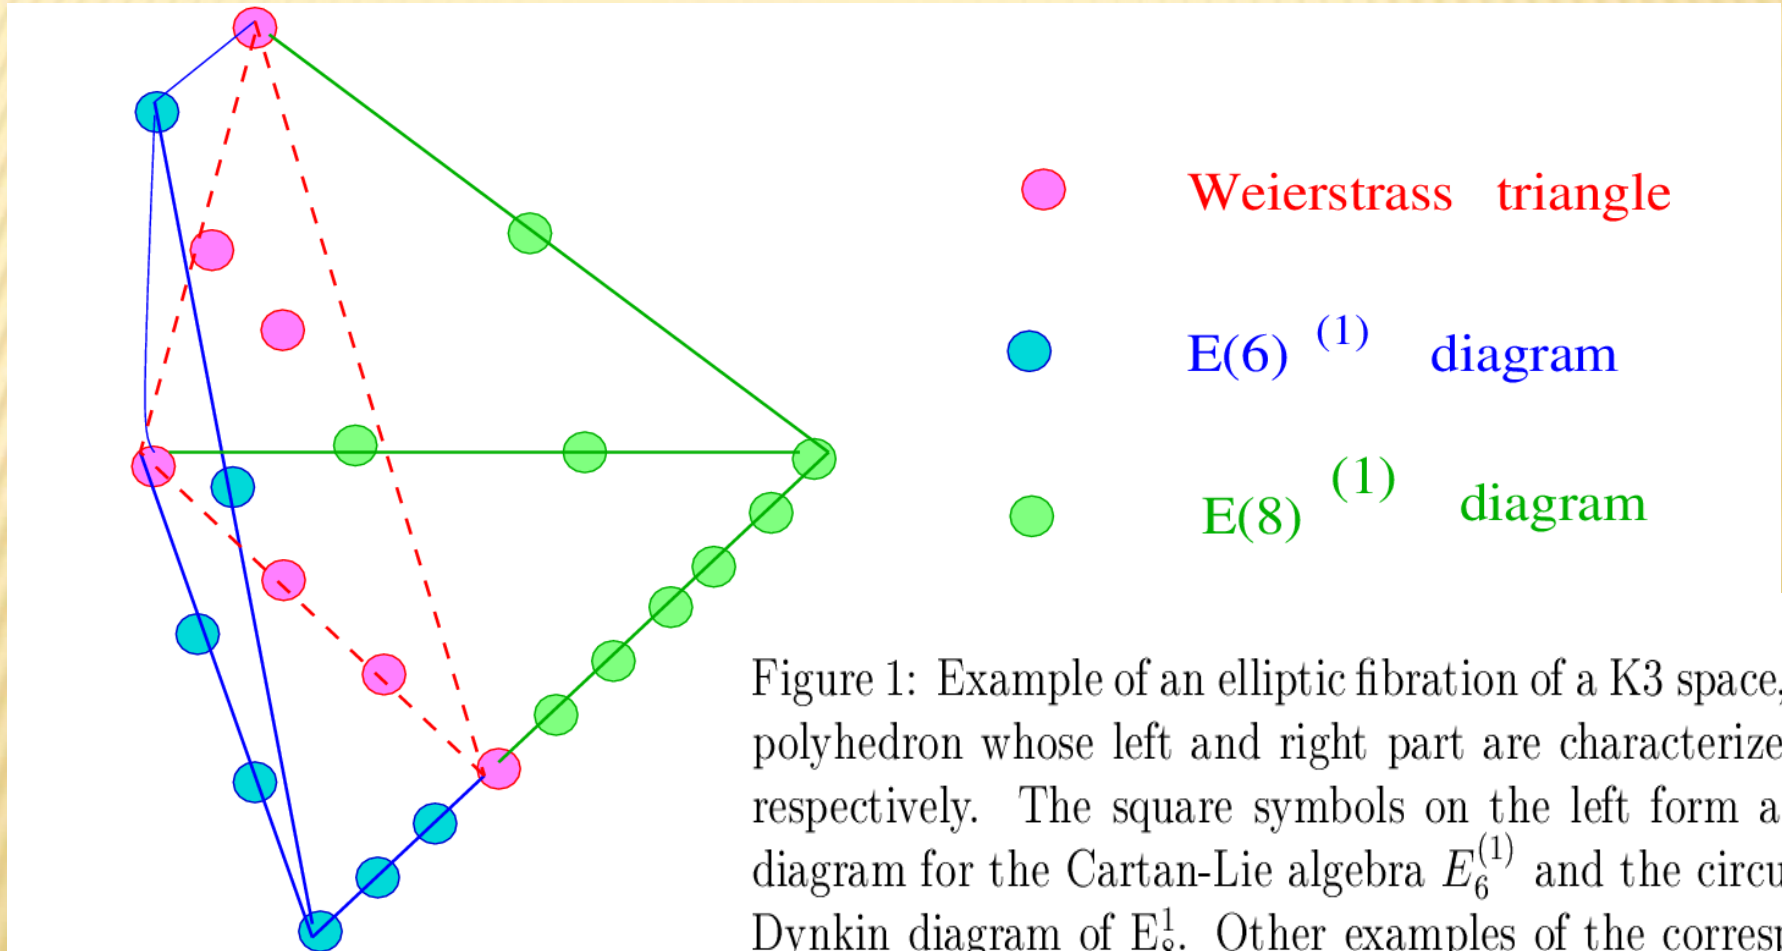 Weierstrass triangle
E(6) (1) diagram
E(8) (1) diagram
Figure 1: Example of an elliptic fibration of a K3 space,
polyhedron whose left and right part are characterize
respectively. The square symbols on the left form a
diagram for the Cartan-Lie algebra E₆⁽¹⁾ and the circu
Dynkin diagram of E₈¹. Other examples of the corresp